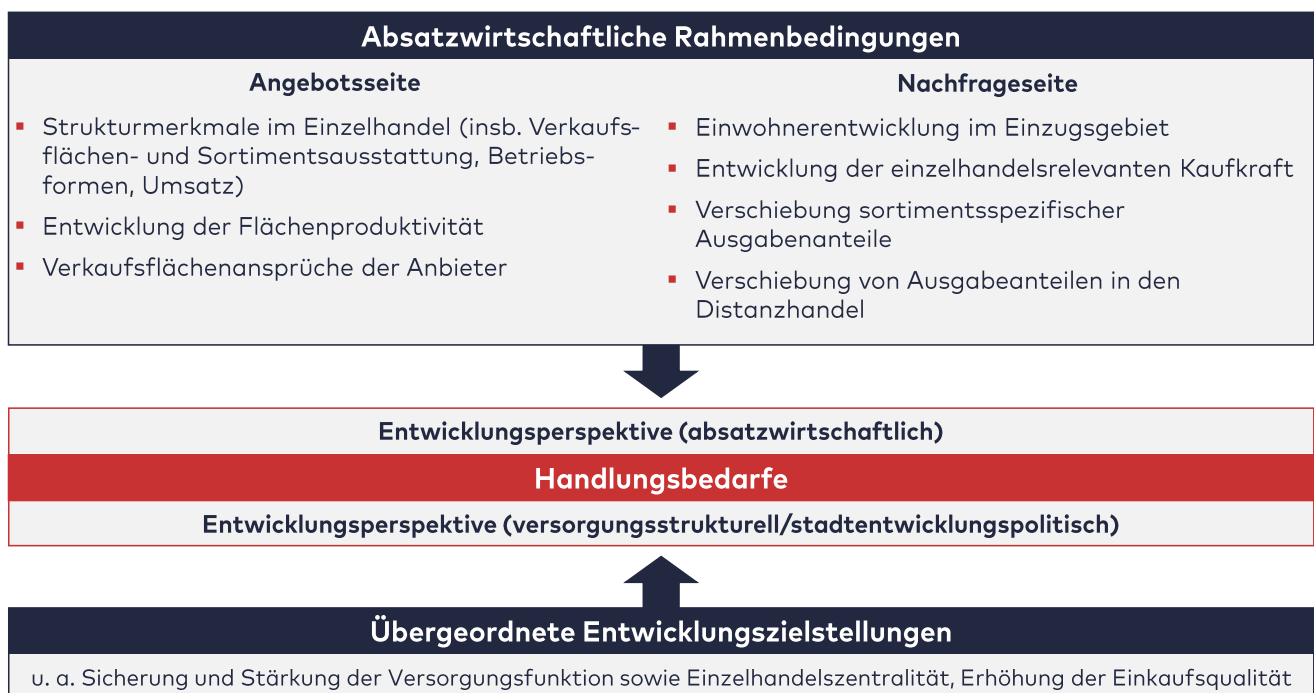 Absatzwirtschaftliche Rahmenbedingungen
Angebotsseite
▪ Strukturmerkmale im Einzelhandel (insb. Verkaufs-
flächen- und Sortimentsausstattung, Betriebs-
formen, Umsatz)
▪ Entwicklung der Flächenproduktivität
▪ Verkaufsflächenansprüche der Anbieter
Nachfrageseite
▪ Einwohnerentwicklung im Einzugsgebiet
▪ Entwicklung der einzelhandelsrelevanten Kaufkraft
▪ Verschiebung sortimentsspezifischer
Ausgabenanteile
▪ Verschiebung von Ausgabeanteilen in den
Distanzhandel
Entwicklungsperspektive (absatzwirtschaftlich)
Handlungsbedarfe
Entwicklungsperspektive (versorgungsstrukturell/stadtentwicklungspolitisch)
Übergeordnete Entwicklungszielstellungen
u. a. Sicherung und Stärkung der Versorgungsfunktion sowie Einzelhandelszentralität, Erhöhung der Einkaufsqualität